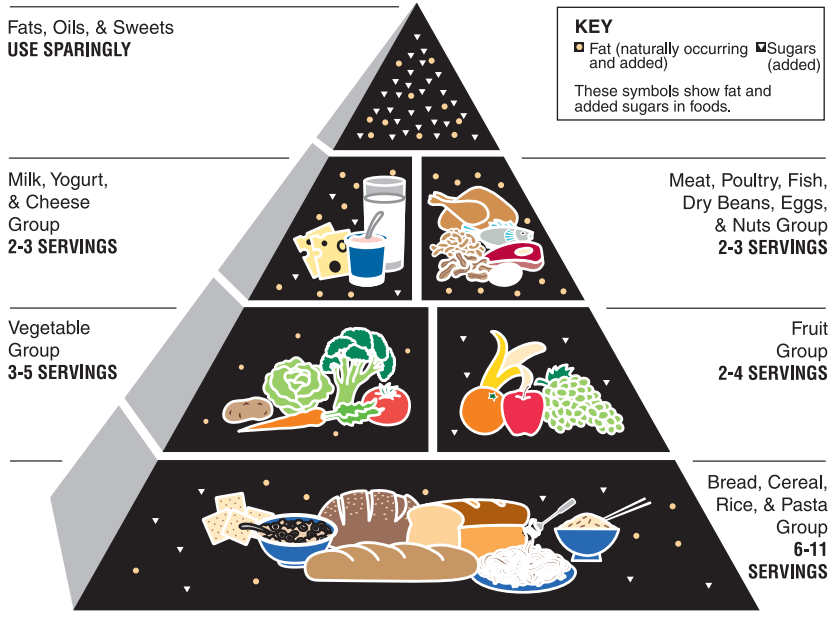 Fats, Oils, & Sweets
USE SPARINGLY
KEY
Fat (naturally occurring and added)
Sugars (added)
These symbols show fat and
added sugars in foods.
Milk, Yogurt,
& Cheese
Group
2-3 SERVINGS
Meat, Poultry, Fish,
Dry Beans, Eggs,
& Nuts Group
2-3 SERVINGS
Vegetable
Group
3-5 SERVINGS
Fruit
Group
2-4 SERVINGS
Bread, Cereal,
Rice, & Pasta
Group
6-11
SERVINGS